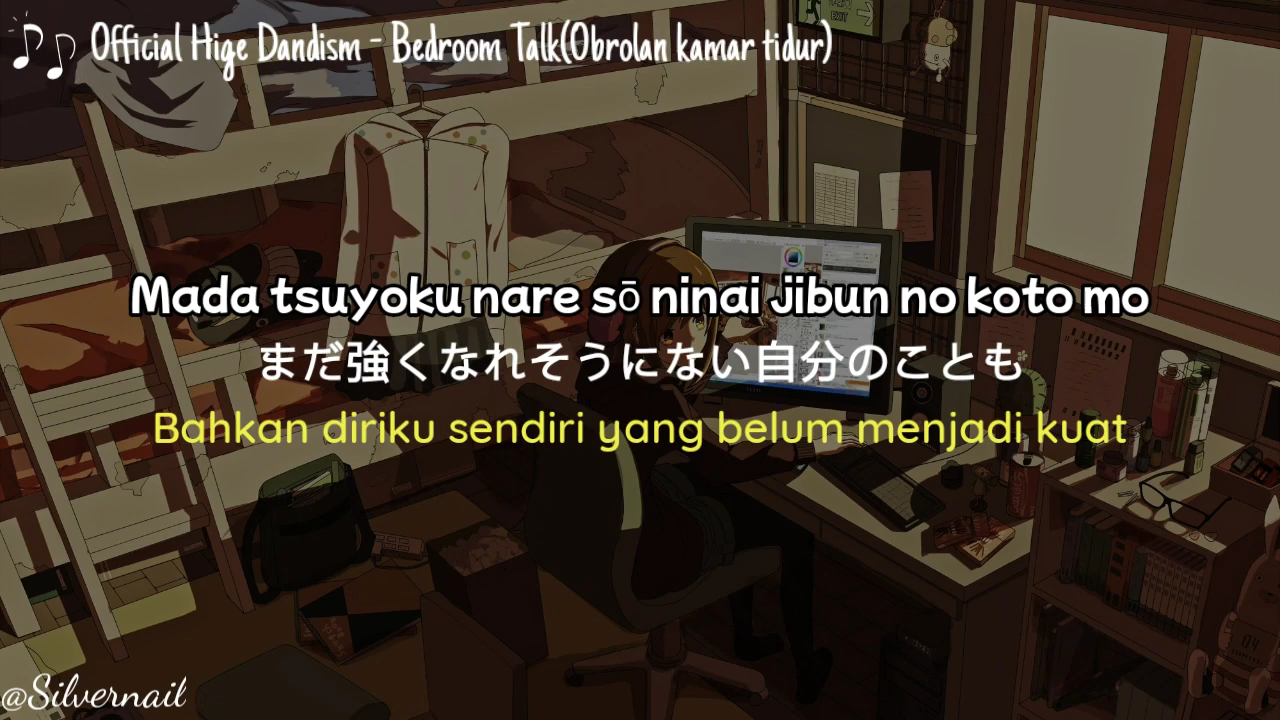 Official Hige Dandism - Bedroom Talk(Obrolan kamar tidur)
EXIT
Mada tsuyoku nare sō ninai jibun no koto mo
まだ強くなれそうにない自分のことも
Bahkan diriku sendiri yang belum menjadi kuat
@Silvernail